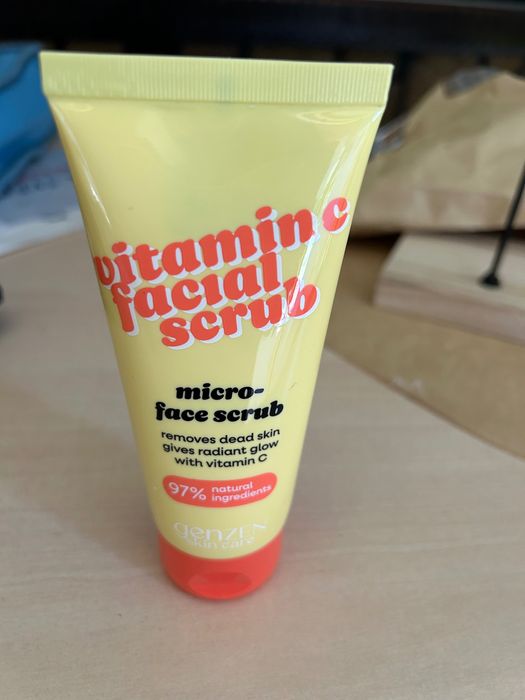 vitamin c
facial
scrub
micro-
face scrub
removes dead skin
gives radiant glow
with vitamin C
97% natural
ingredients
genZEN
skin care